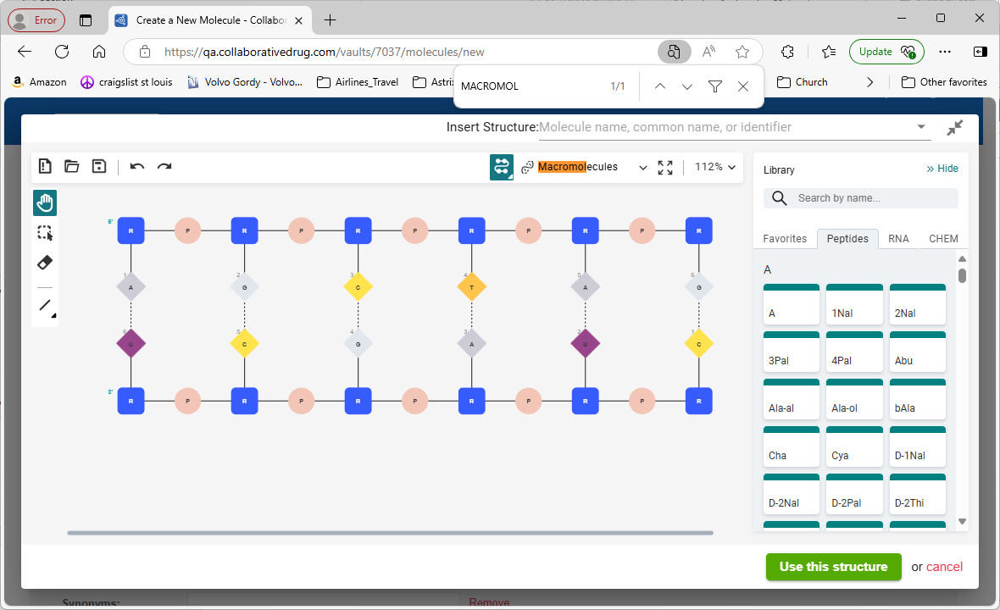 Error
Create a New Molecule - Collabor
https://qa.collaborativedrug.com/vaults/7037/molecules/new
Update
Amazon
craigslist st louis
Volvo Gordy - Volvo...
Airlines_Travel
Astrix
Church
Other favorites
MACROMOL
1/1
Insert Structure: Molecule name, common name, or identifier
Macromolecules
112%
5'
R P R P R P R P R P R
1 2 3 4 5 6
A G C T A G
6 5 4 3 2 1
U C G A U C
3'
R P R P R P R P R P R
Library
» Hide
Search by name...
Favorites Peptides RNA CHEM
A
A 1Nal 2Nal
3Pal 4Pal Abu
Ala-al Ala-ol bAla
Cha Cya D-1Nal
D-2Nal D-2Pal D-2Thi
Use this structure
or cancel
Synonyms:
Remove